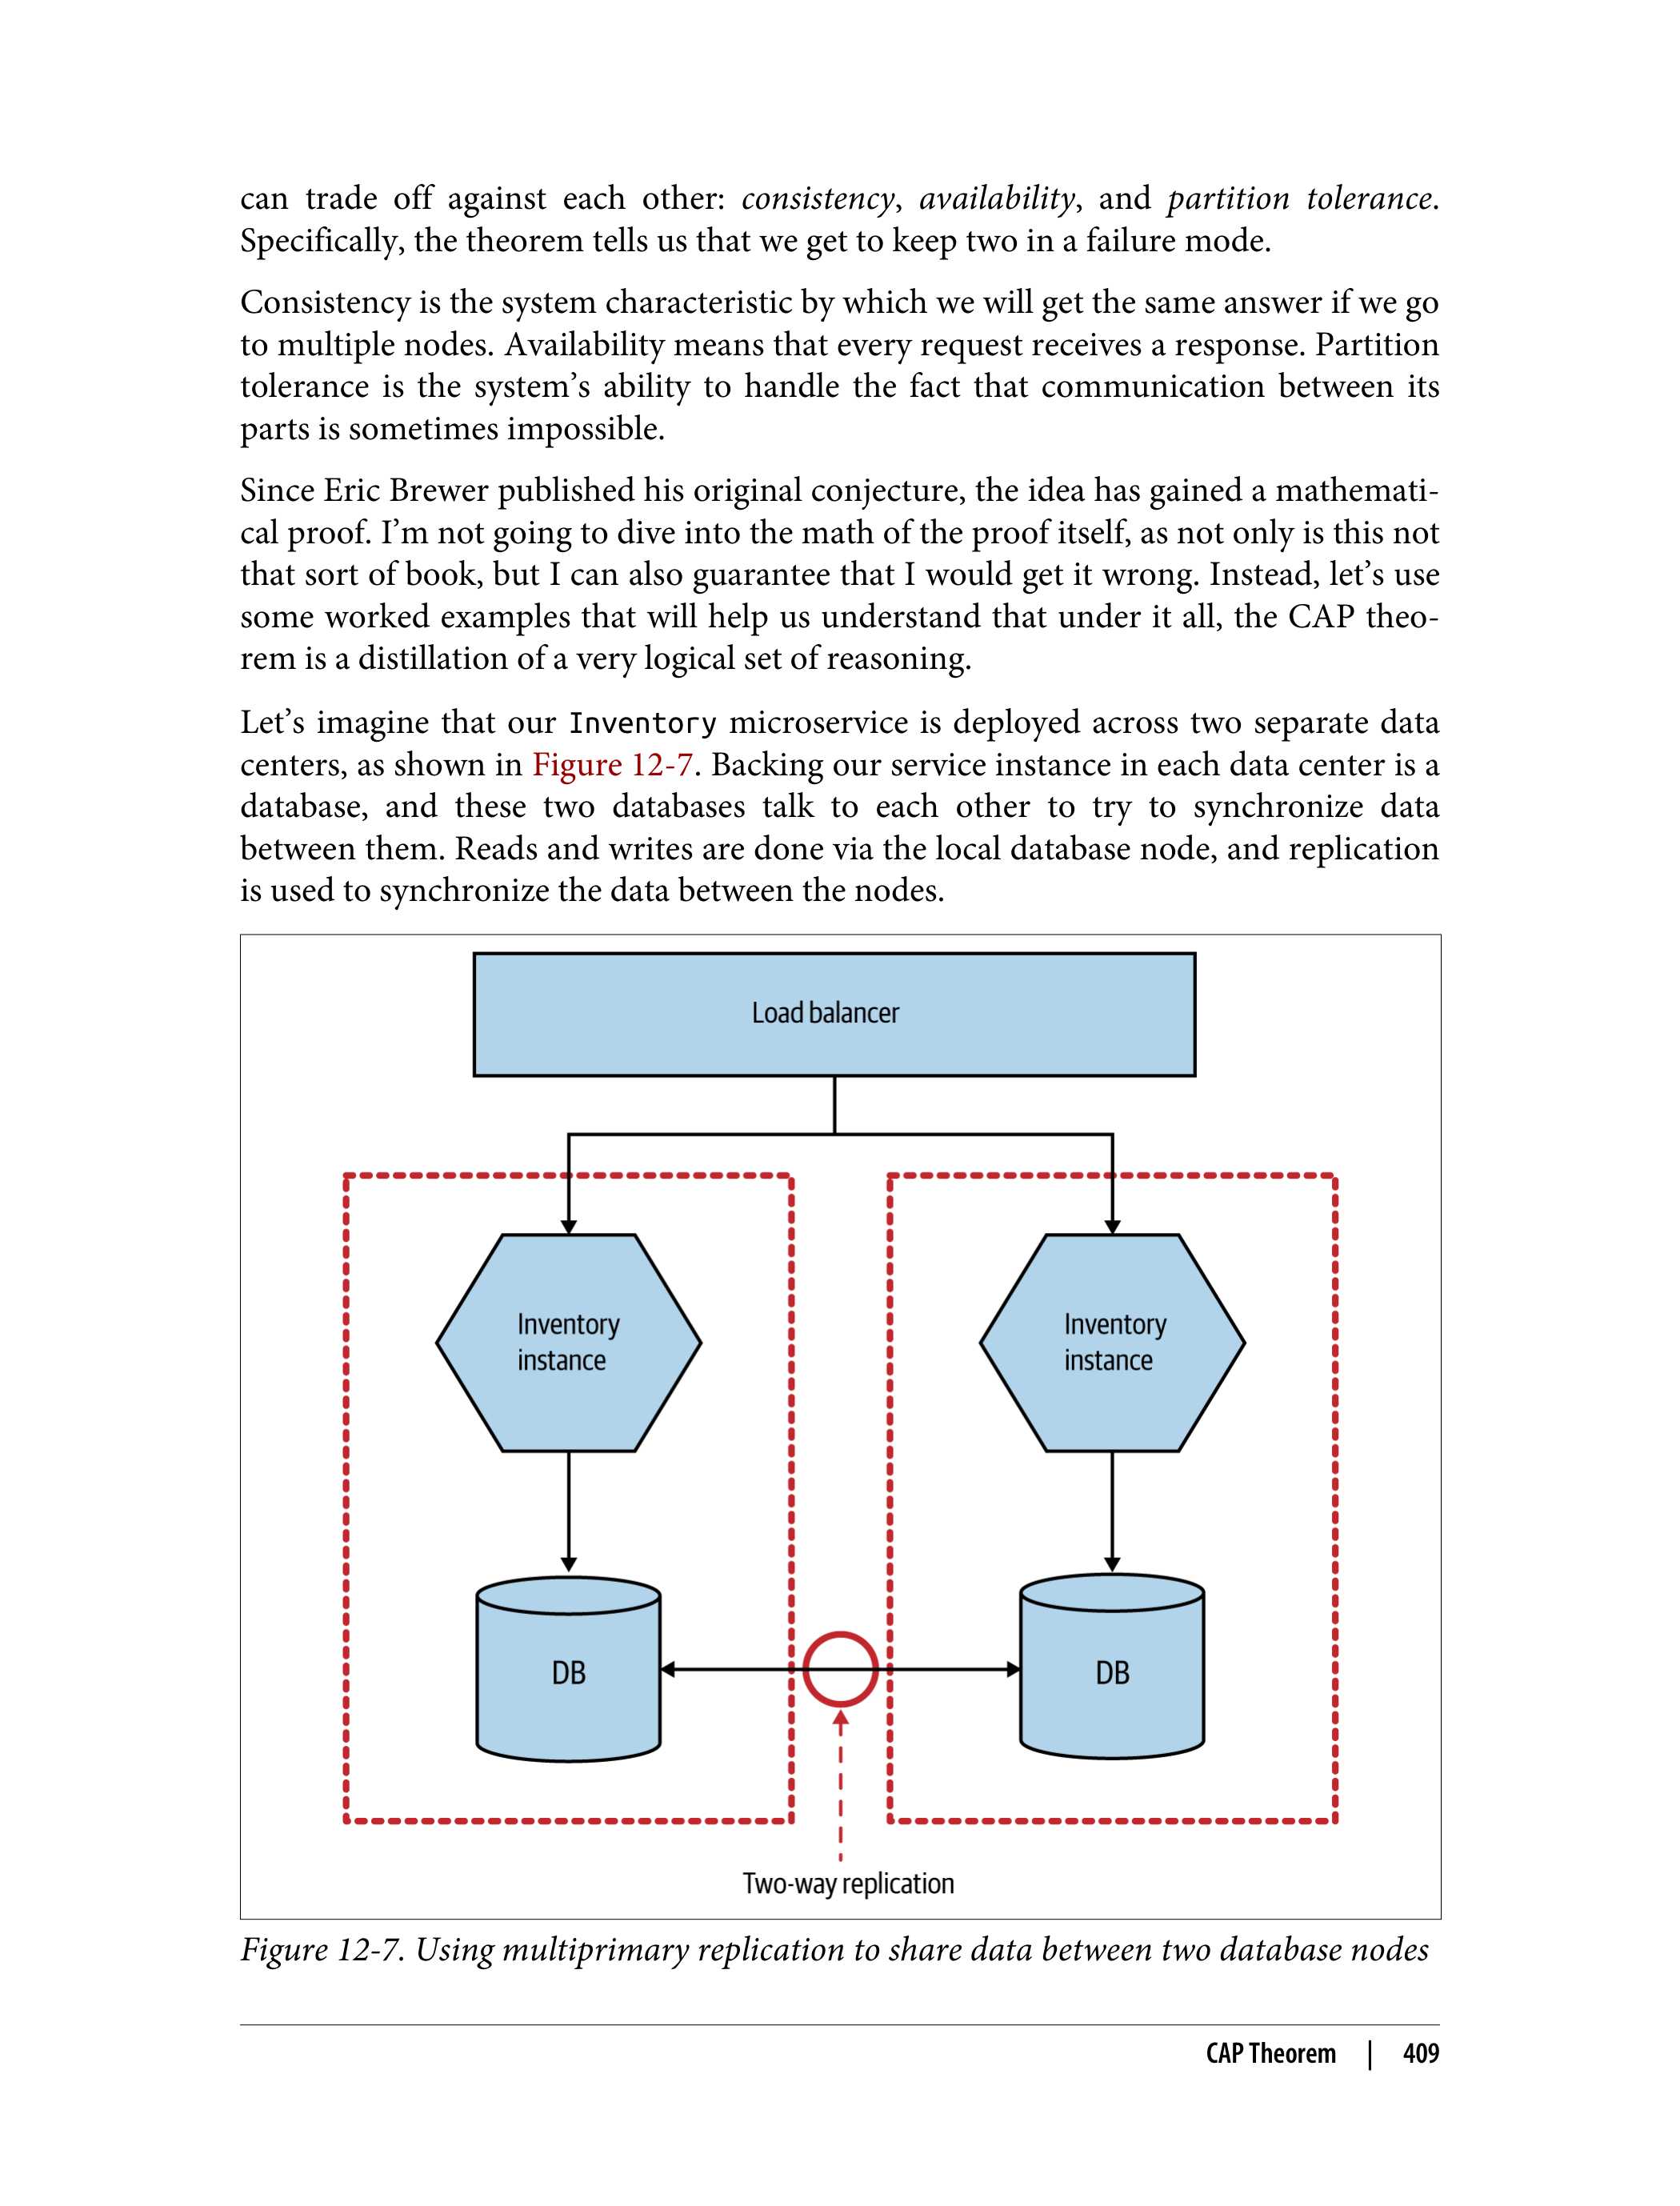 can trade off against each other: consistency, availability, and partition tolerance.
Specifically, the theorem tells us that we get to keep two in a failure mode.
Consistency is the system characteristic by which we will get the same answer if we go
to multiple nodes. Availability means that every request receives a response. Partition
tolerance is the system’s ability to handle the fact that communication between its
parts is sometimes impossible.
Since Eric Brewer published his original conjecture, the idea has gained a mathemati-
cal proof. I’m not going to dive into the math of the proof itself, as not only is this not
that sort of book, but I can also guarantee that I would get it wrong. Instead, let’s use
some worked examples that will help us understand that under it all, the CAP theo-
rem is a distillation of a very logical set of reasoning.
Let’s imagine that our Inventory microservice is deployed across two separate data
centers, as shown in Figure 12-7. Backing our service instance in each data center is a
database, and these two databases talk to each other to try to synchronize data
between them. Reads and writes are done via the local database node, and replication
is used to synchronize the data between the nodes.
Load balancer
Inventory
instance
Inventory
instance
DB
DB
Two-way replication
Figure 12-7. Using multiprimary replication to share data between two database nodes
CAP Theorem | 409